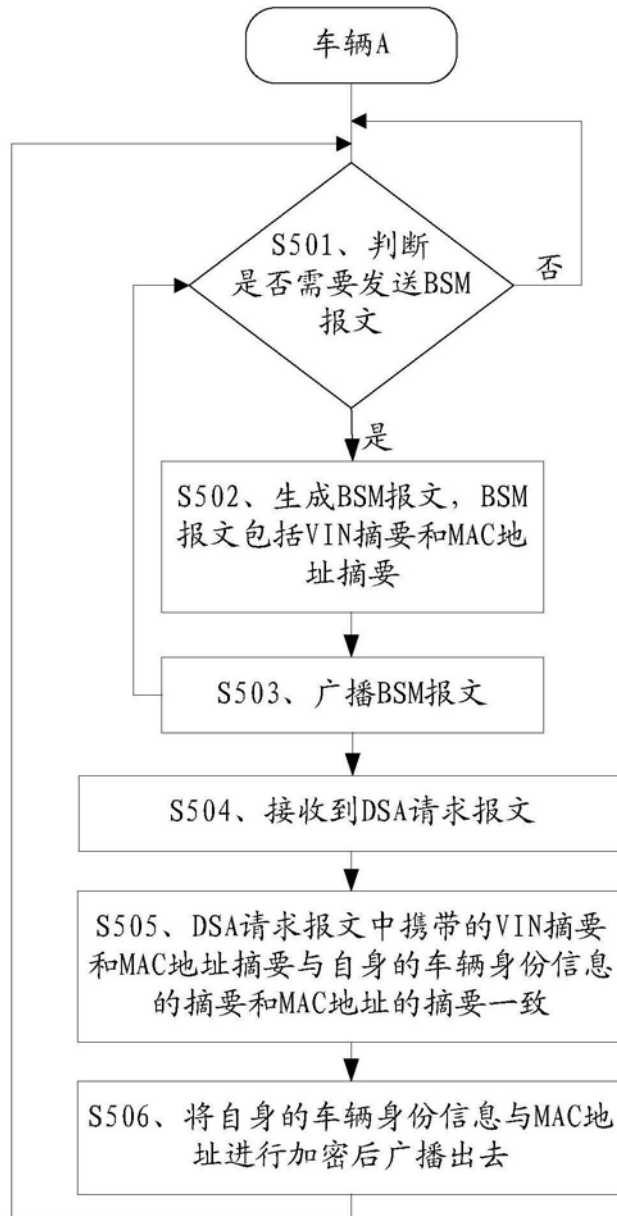 车辆A
S501、判断
是否需要发送BSM
报文
否
是
S502、生成BSM报文，BSM
报文包括VIN摘要和MAC地
址摘要
S503、广播BSM报文
S504、接收到DSA请求报文
S505、DSA请求报文中携带的VIN摘要
和MAC地址摘要与自身的车辆身份信息
的摘要和MAC地址的摘要一致
S506、将自身的车辆身份信息与MAC地
址进行加密后广播出去